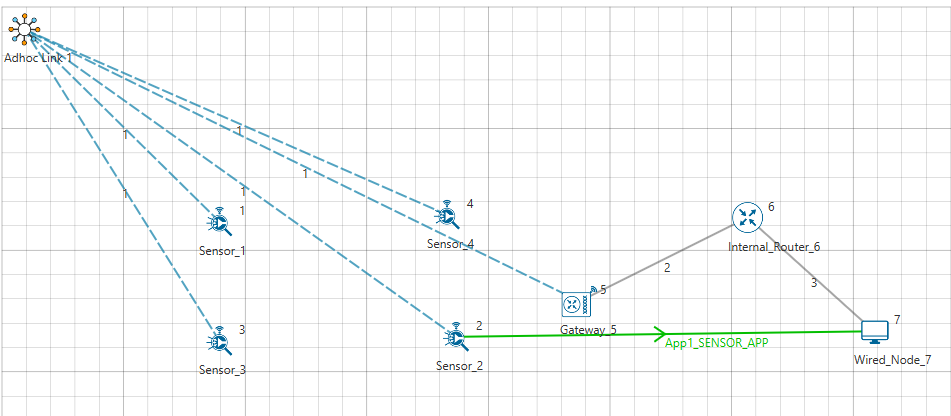 Adhoc Link 1
1
1
1
1
1
1
Sensor_1
4
Sensor_4
6
Internal_Router_6
2
3
5
Gateway_5
3
Sensor_3
2
Sensor_2
App1_SENSOR_APP
7
Wired_Node_7